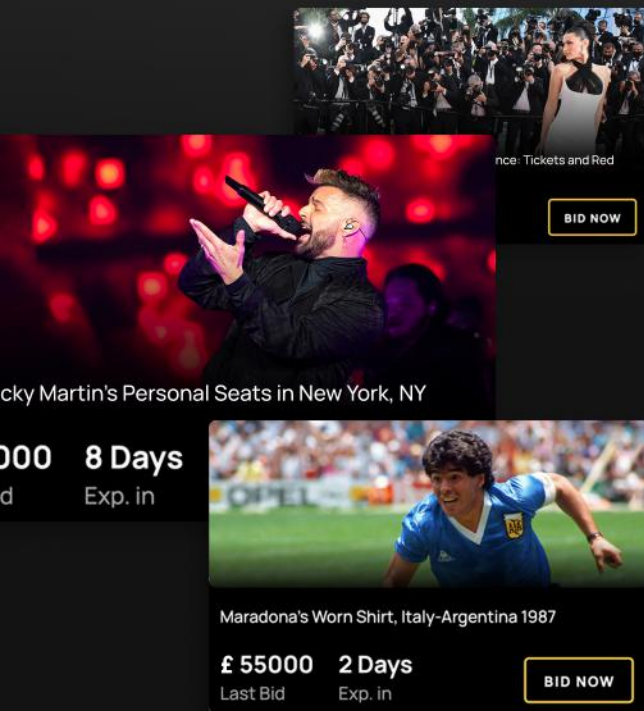 nce: Tickets and Red
BID NOW
cky Martin's Personal Seats in New York, NY
000
8 Days
d
Exp. in
OPEL
AFA
Maradona's Worn Shirt, Italy-Argentina 1987
£ 55000
2 Days
Last Bid
Exp. in
BID NOW